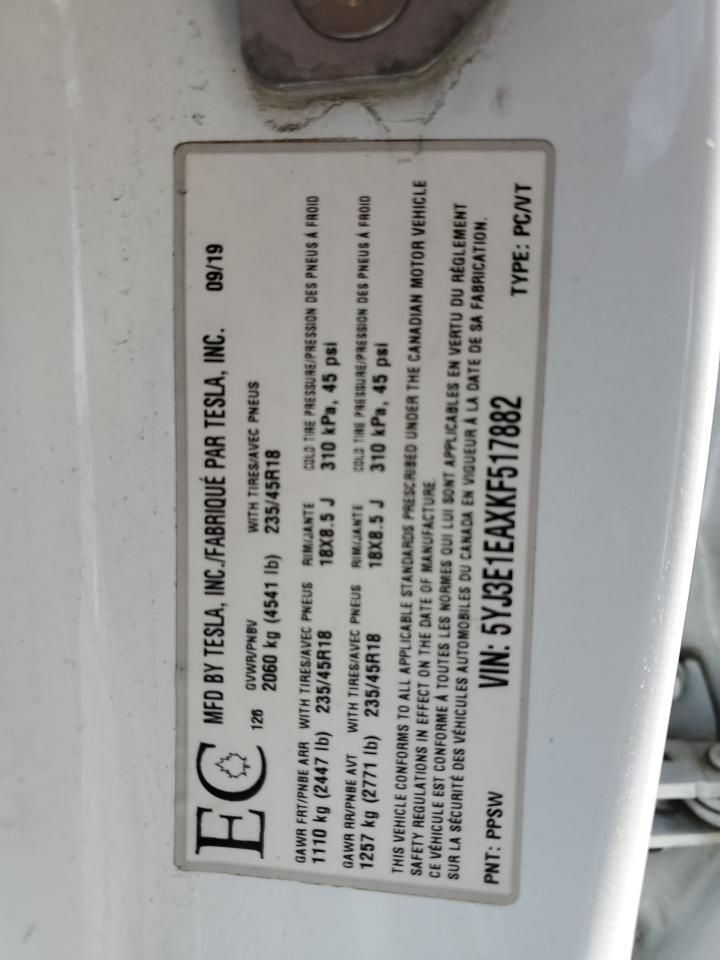 EC
MFD BY TESLA, INC./FABRIQUÉ PAR TESLA, INC. 09/19
126 GVWR/PNBV WITH TIRES/AVEC PNEUS
2060 kg (4541 lb) 235/45R18
GAWR FRT/PNBE ARR WITH TIRES/AVEC PNEUS RIM/JANTE COLD TIRE PRESSURE/PRESSION DES PNEUS À FROID
1110 kg (2447 lb) 235/45R18 18X8.5 J 310 kPa, 45 psi
GAWR RR/PNBE AVT WITH TIRES/AVEC PNEUS RIM/JANTE COLD TIRE PRESSURE/PRESSION DES PNEUS À FROID
1257 kg (2771 lb) 235/45R18 18X8.5 J 310 kPa, 45 psi
THIS VEHICLE CONFORMS TO ALL APPLICABLE STANDARDS PRESCRIBED UNDER THE CANADIAN MOTOR VEHICLE
SAFETY REGULATIONS IN EFFECT ON THE DATE OF MANUFACTURE.
CE VÉHICULE EST CONFORME À TOUTES LES NORMES QUI LUI SONT APPLICABLES EN VERTU DU RÈGLEMENT
SUR LA SÉCURITÉ DES VÉHICULES AUTOMOBILES DU CANADA EN VIGUEUR À LA DATE DE SA FABRICATION.
PNT: PPSW VIN: 5YJ3E1EAXKF517882 TYPE: PC/VT